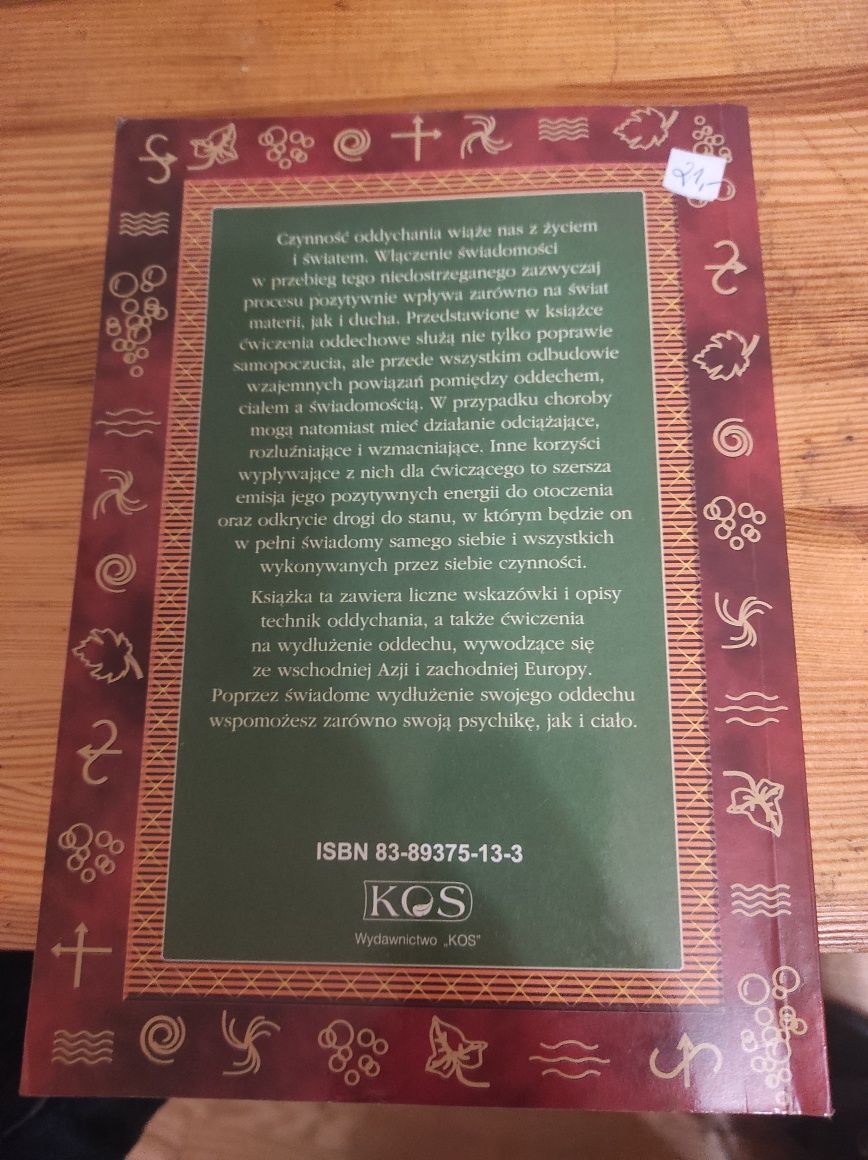 21,-
Czynność oddychania wiąże nas z życiem
i światem. Włączenie świadomości
w przebieg tego niedostrzeganego zazwyczaj
procesu pozytywnie wpływa zarówno na świat
materii, jak i ducha. Przedstawione w książce
ćwiczenia oddechowe służą nie tylko poprawie
samopoczucia, ale przede wszystkim odbudowie
wzajemnych powiązań pomiędzy oddechem,
ciałem a świadomością. W przypadku choroby
mogą natomiast mieć działanie odciążające,
rozluźniające i wzmacniające. Inne korzyści
wypływające z nich dla ćwiczącego to szersza
emisja jego pozytywnych energii do otoczenia
oraz odkrycie drogi do stanu, w którym będzie on
w pełni świadomy samego siebie i wszystkich
wykonywanych przez siebie czynności.
Książka ta zawiera liczne wskazówki i opisy
technik oddychania, a także ćwiczenia
na wydłużenie oddechu, wywodzące się
ze wschodniej Azji i zachodniej Europy.
Poprzez świadome wydłużenie swojego oddechu
wspomożesz zarówno swoją psychikę, jak i ciało.
ISBN 83-89375-13-3
KOS
Wydawnictwo „KOS"